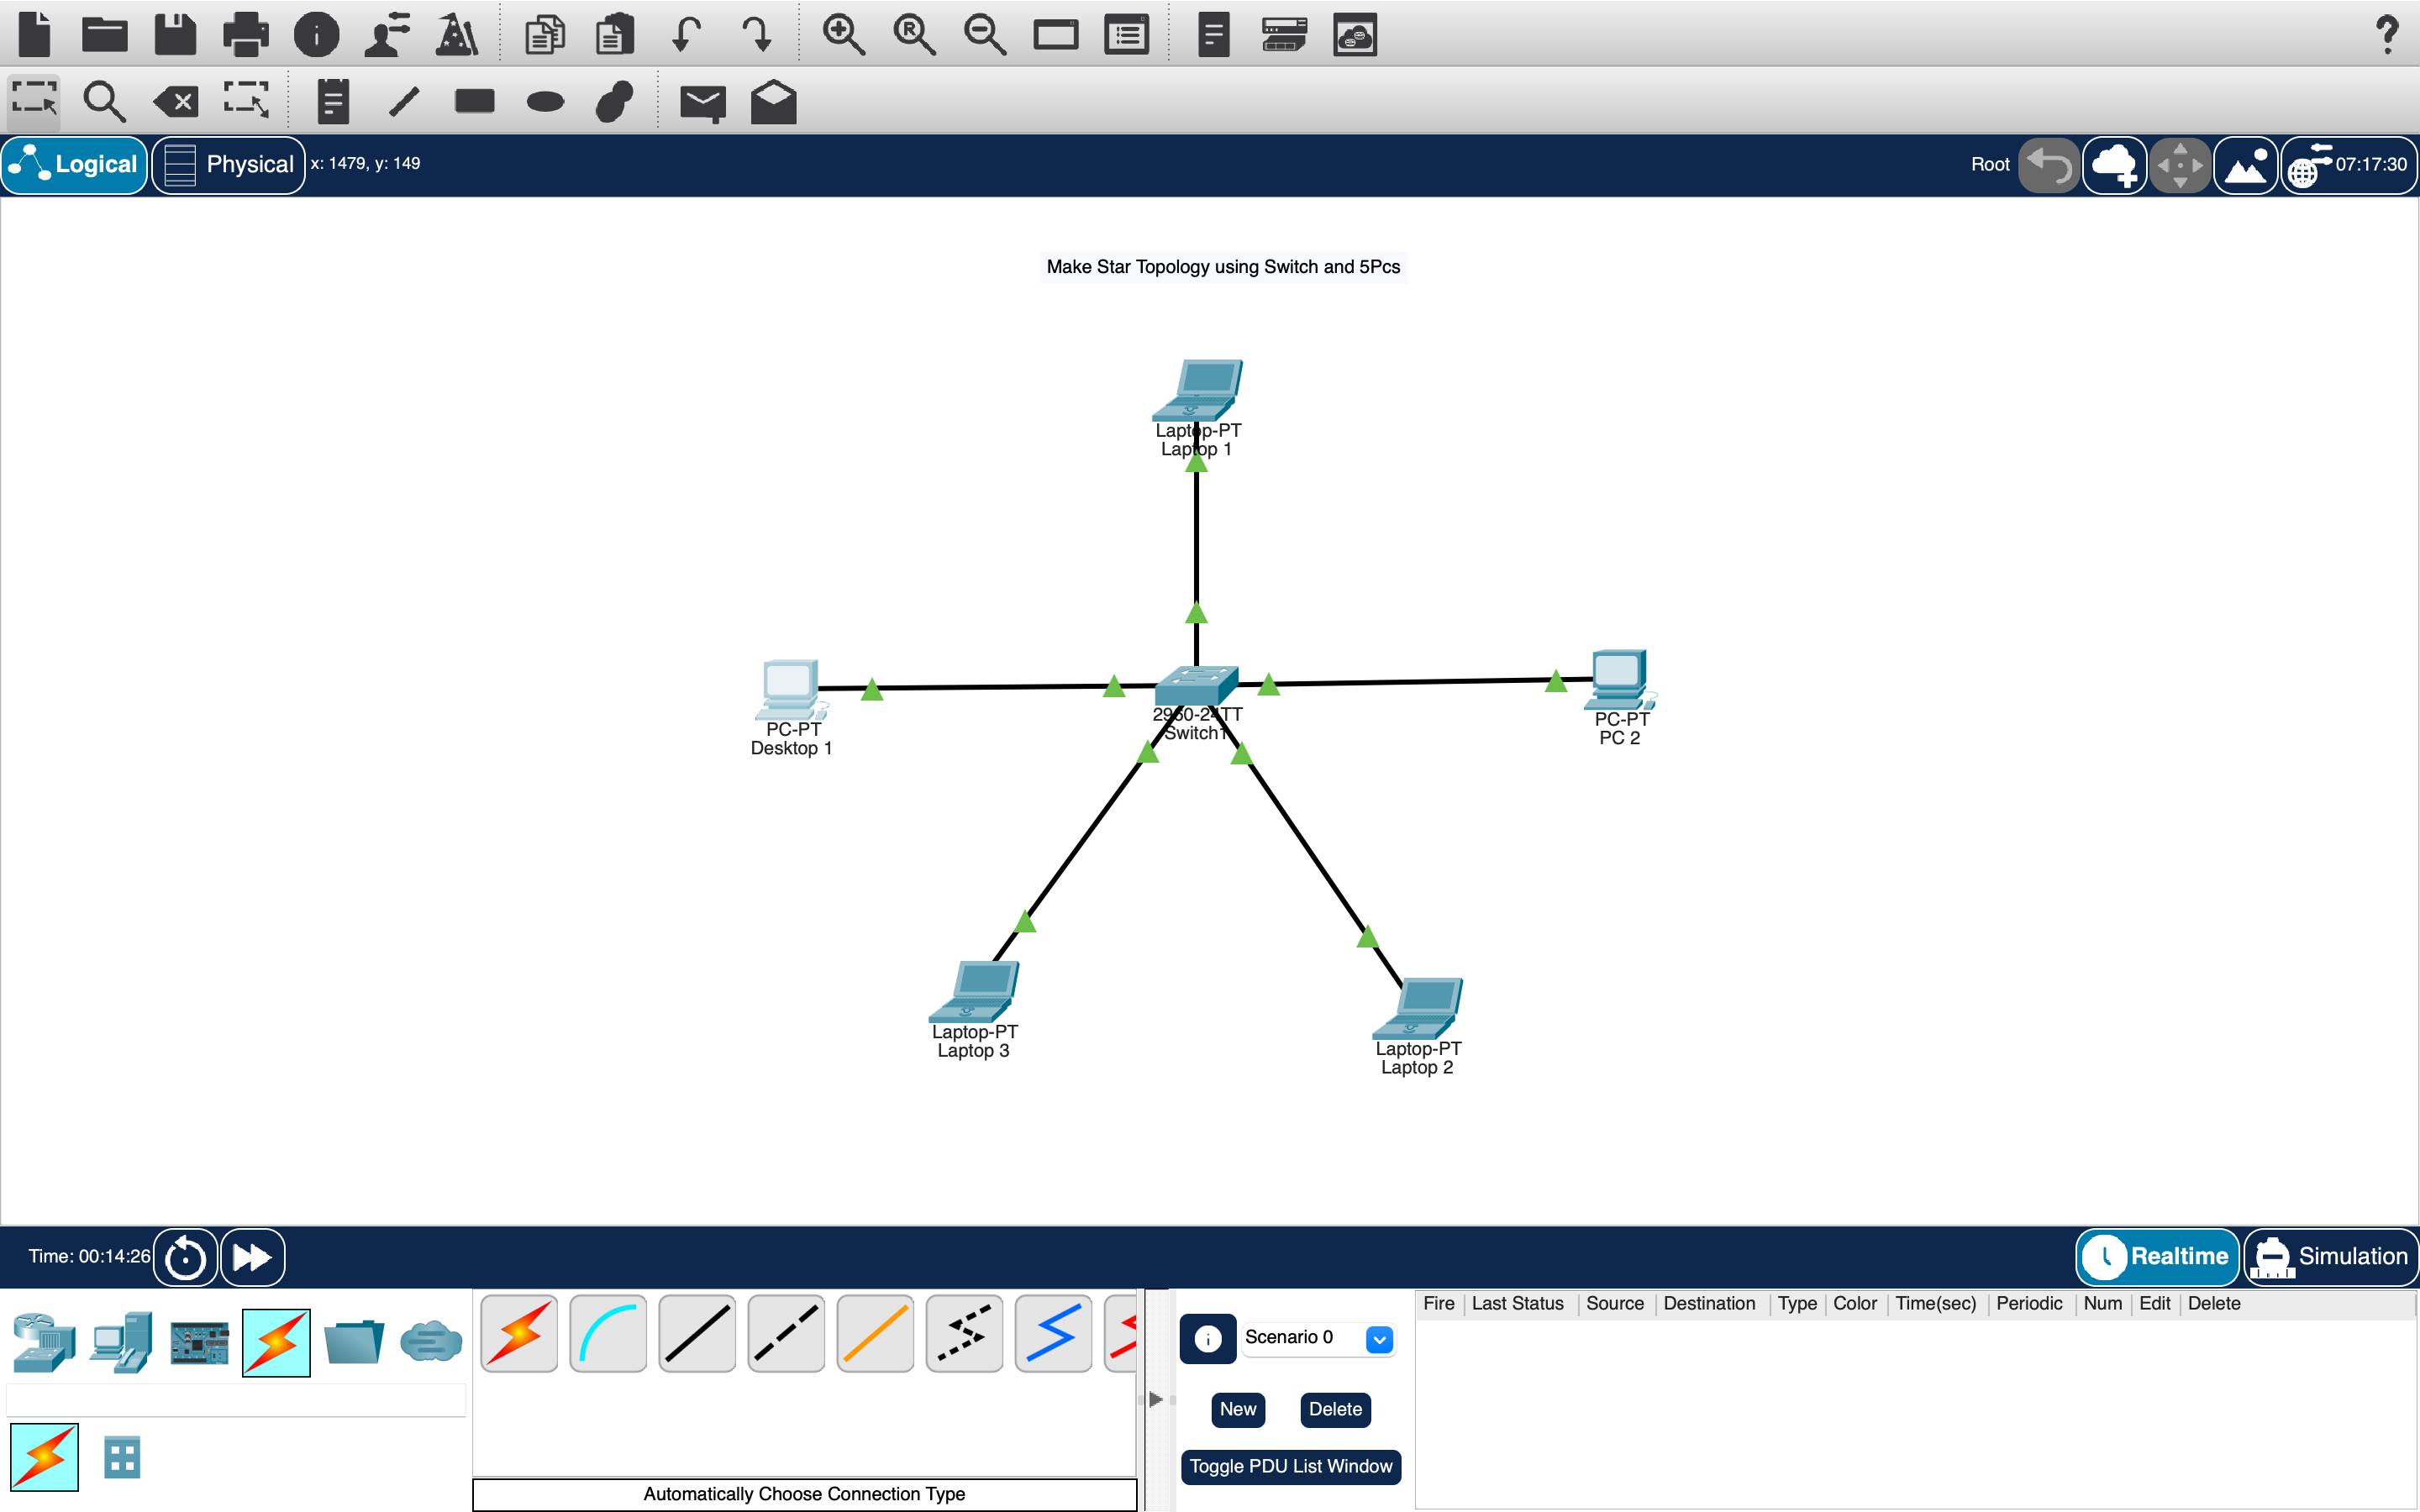 Logical
Physical
x: 1479, y: 149
Root
07:17:30
Make Star Topology using Switch and 5Pcs
Laptop-PT
Laptop 1
PC-PT
Desktop 1
2960-24TT
Switch1
PC-PT
PC 2
Laptop-PT
Laptop 3
Laptop-PT
Laptop 2
Time: 00:14:26
Realtime
Simulation
Fire Last Status Source Destination Type Color Time(sec) Periodic Num Edit Delete
Scenario 0
New
Delete
Toggle PDU List Window
Automatically Choose Connection Type